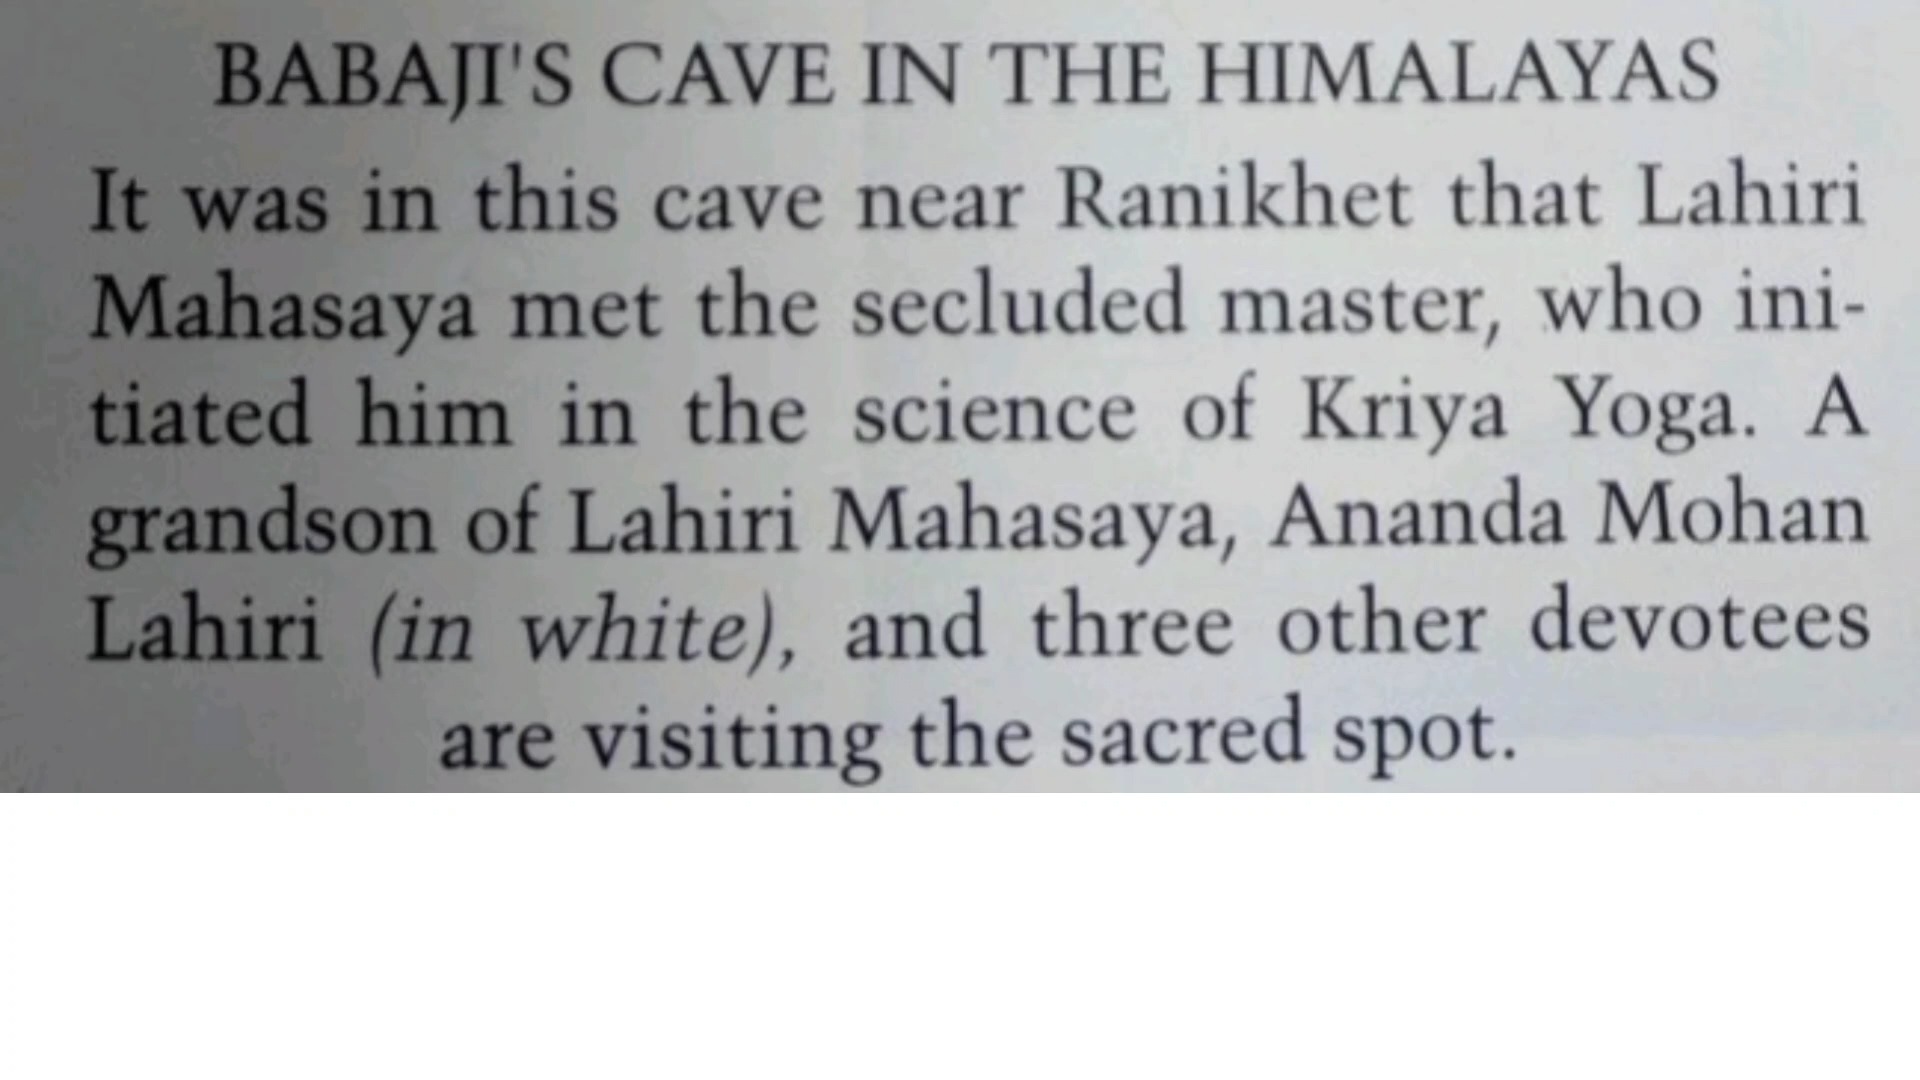 BABAJI'S CAVE IN THE HIMALAYAS
It was in this cave near Ranikhet that Lahiri
Mahasaya met the secluded master, who ini-
tiated him in the science of Kriya Yoga. A
grandson of Lahiri Mahasaya, Ananda Mohan
Lahiri (in white), and three other devotees
are visiting the sacred spot.